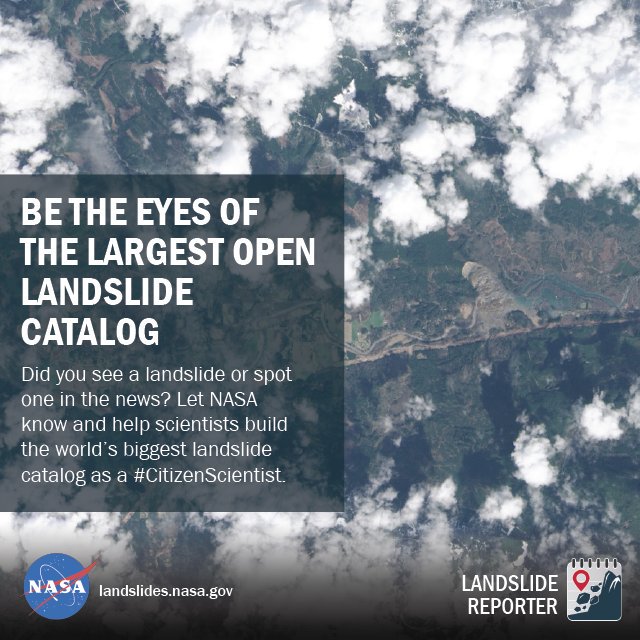 BE THE EYES OF
THE LARGEST OPEN
LANDSLIDE
CATALOG
Did you see a landslide or spot
one in the news? Let NASA
know and help scientists build
the world's biggest landslide
catalog as a #CitizenScientist.
NASA
landslides.nasa.gov
LANDSLIDE
REPORTER